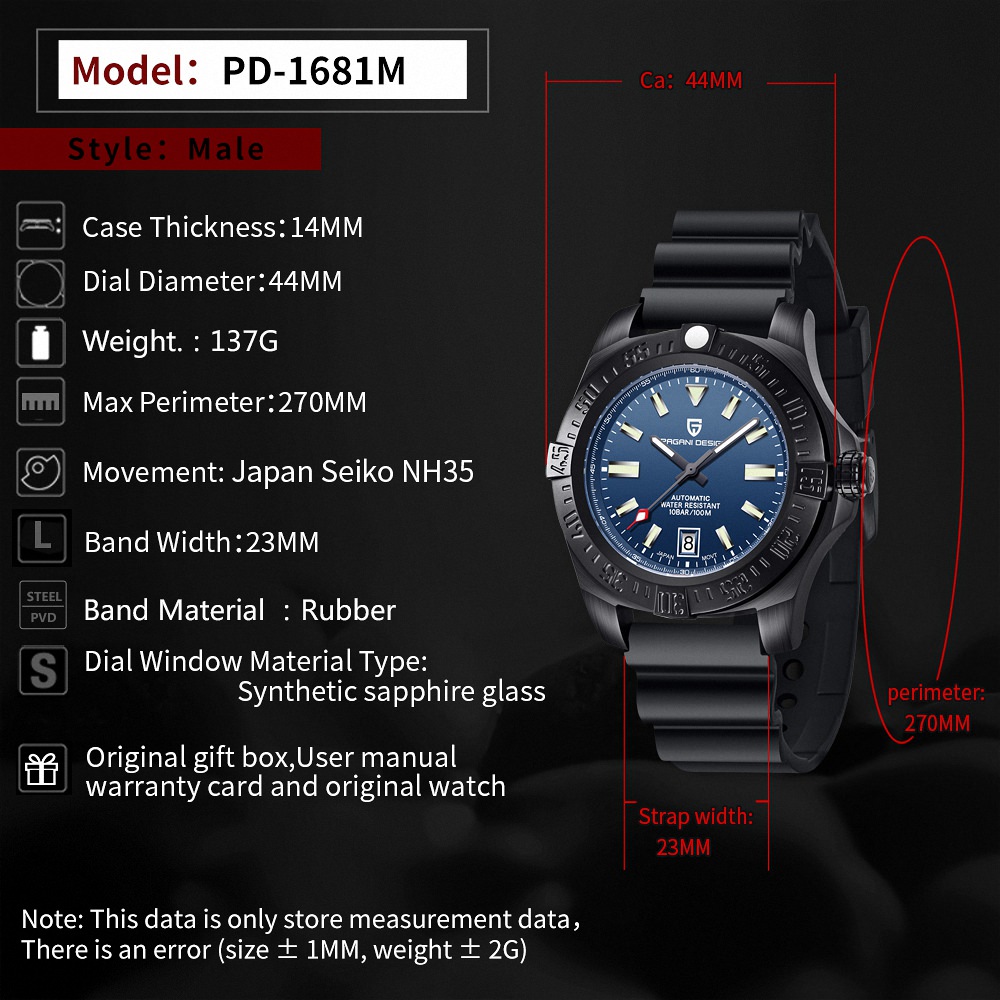 Model: PD-1681M
Style: Male
Case Thickness:14MM
Dial Diameter:44MM
Weight. : 137G
Max Perimeter:270MM
Movement: Japan Seiko NH35
L
Band Width:23MM
STEEL
PVD
Band Material : Rubber
S
Dial Window Material Type:
Synthetic sapphire glass
Original gift box,User manual
warranty card and original watch
Note: This data is only store measurement data,
There is an error (size ± 1MM, weight ± 2G)
Ca: 44MM
PAGANI DESIGN
AUTOMATIC
WATER RESISTANT
10BAR/100M
8
JAPAN MOVT
perimeter:
270MM
Strap width:
23MM